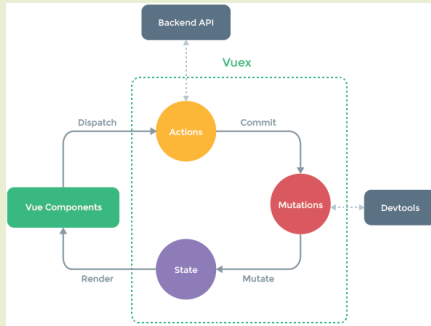 Backend API
Vuex
Dispatch
Actions
Commit
Vue Components
Mutations
Devtools
Render
State
Mutate